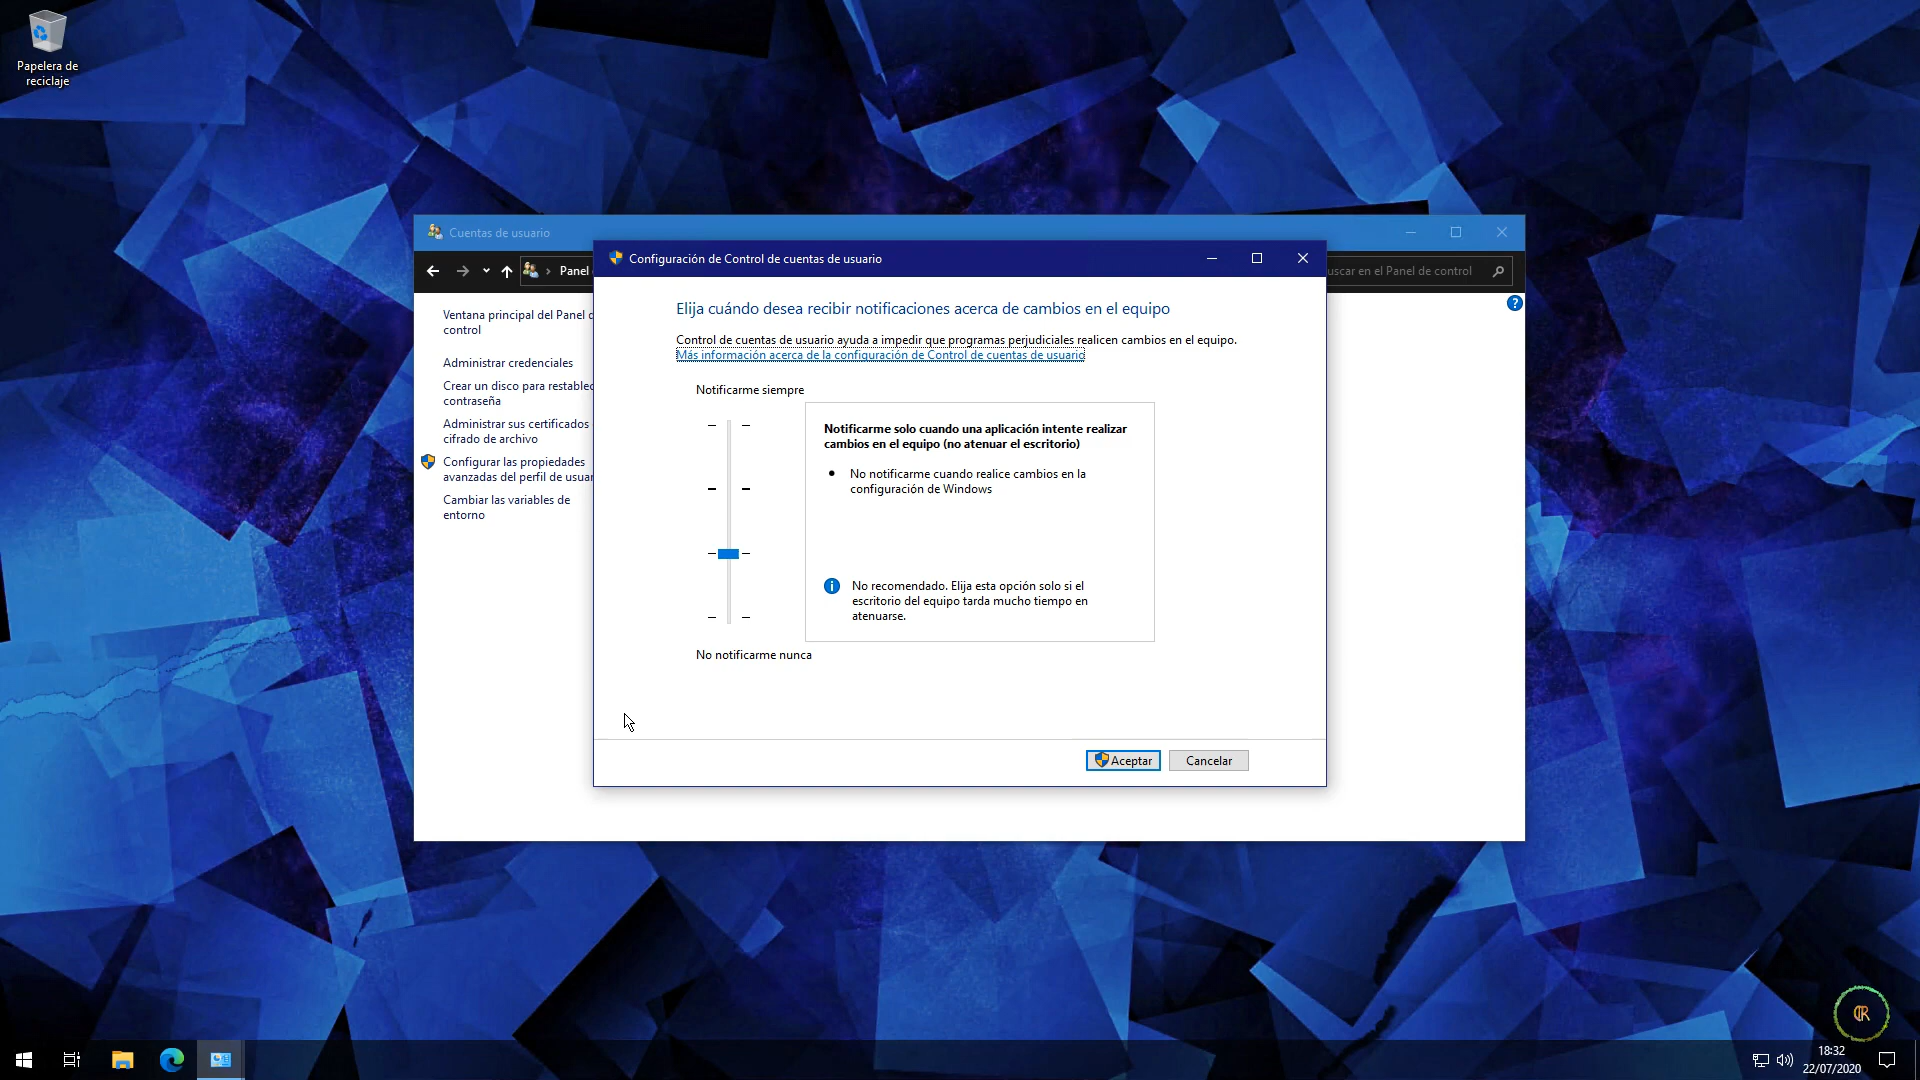 Papelera de
reciclaje
Cuentas de usuario
Panel
uscar en el Panel de control
Ventana principal del Panel d
control
Administrar credenciales
Crear un disco para restablec
contraseña
Administrar sus certificados
cifrado de archivo
Configurar las propiedades
avanzadas del perfil de usuar
Cambiar las variables de
entorno
Configuración de Control de cuentas de usuario
Elija cuándo desea recibir notificaciones acerca de cambios en el equipo
Control de cuentas de usuario ayuda a impedir que programas perjudiciales realicen cambios en el equipo.
Más información acerca de la configuración de Control de cuentas de usuario
Notificarme siempre
Notificarme solo cuando una aplicación intente realizar
cambios en el equipo (no atenuar el escritorio)
• No notificarme cuando realice cambios en la
configuración de Windows
No recomendado. Elija esta opción solo si el
escritorio del equipo tarda mucho tiempo en
atenuarse.
No notificarme nunca
Aceptar
Cancelar
18:32
22/07/2020